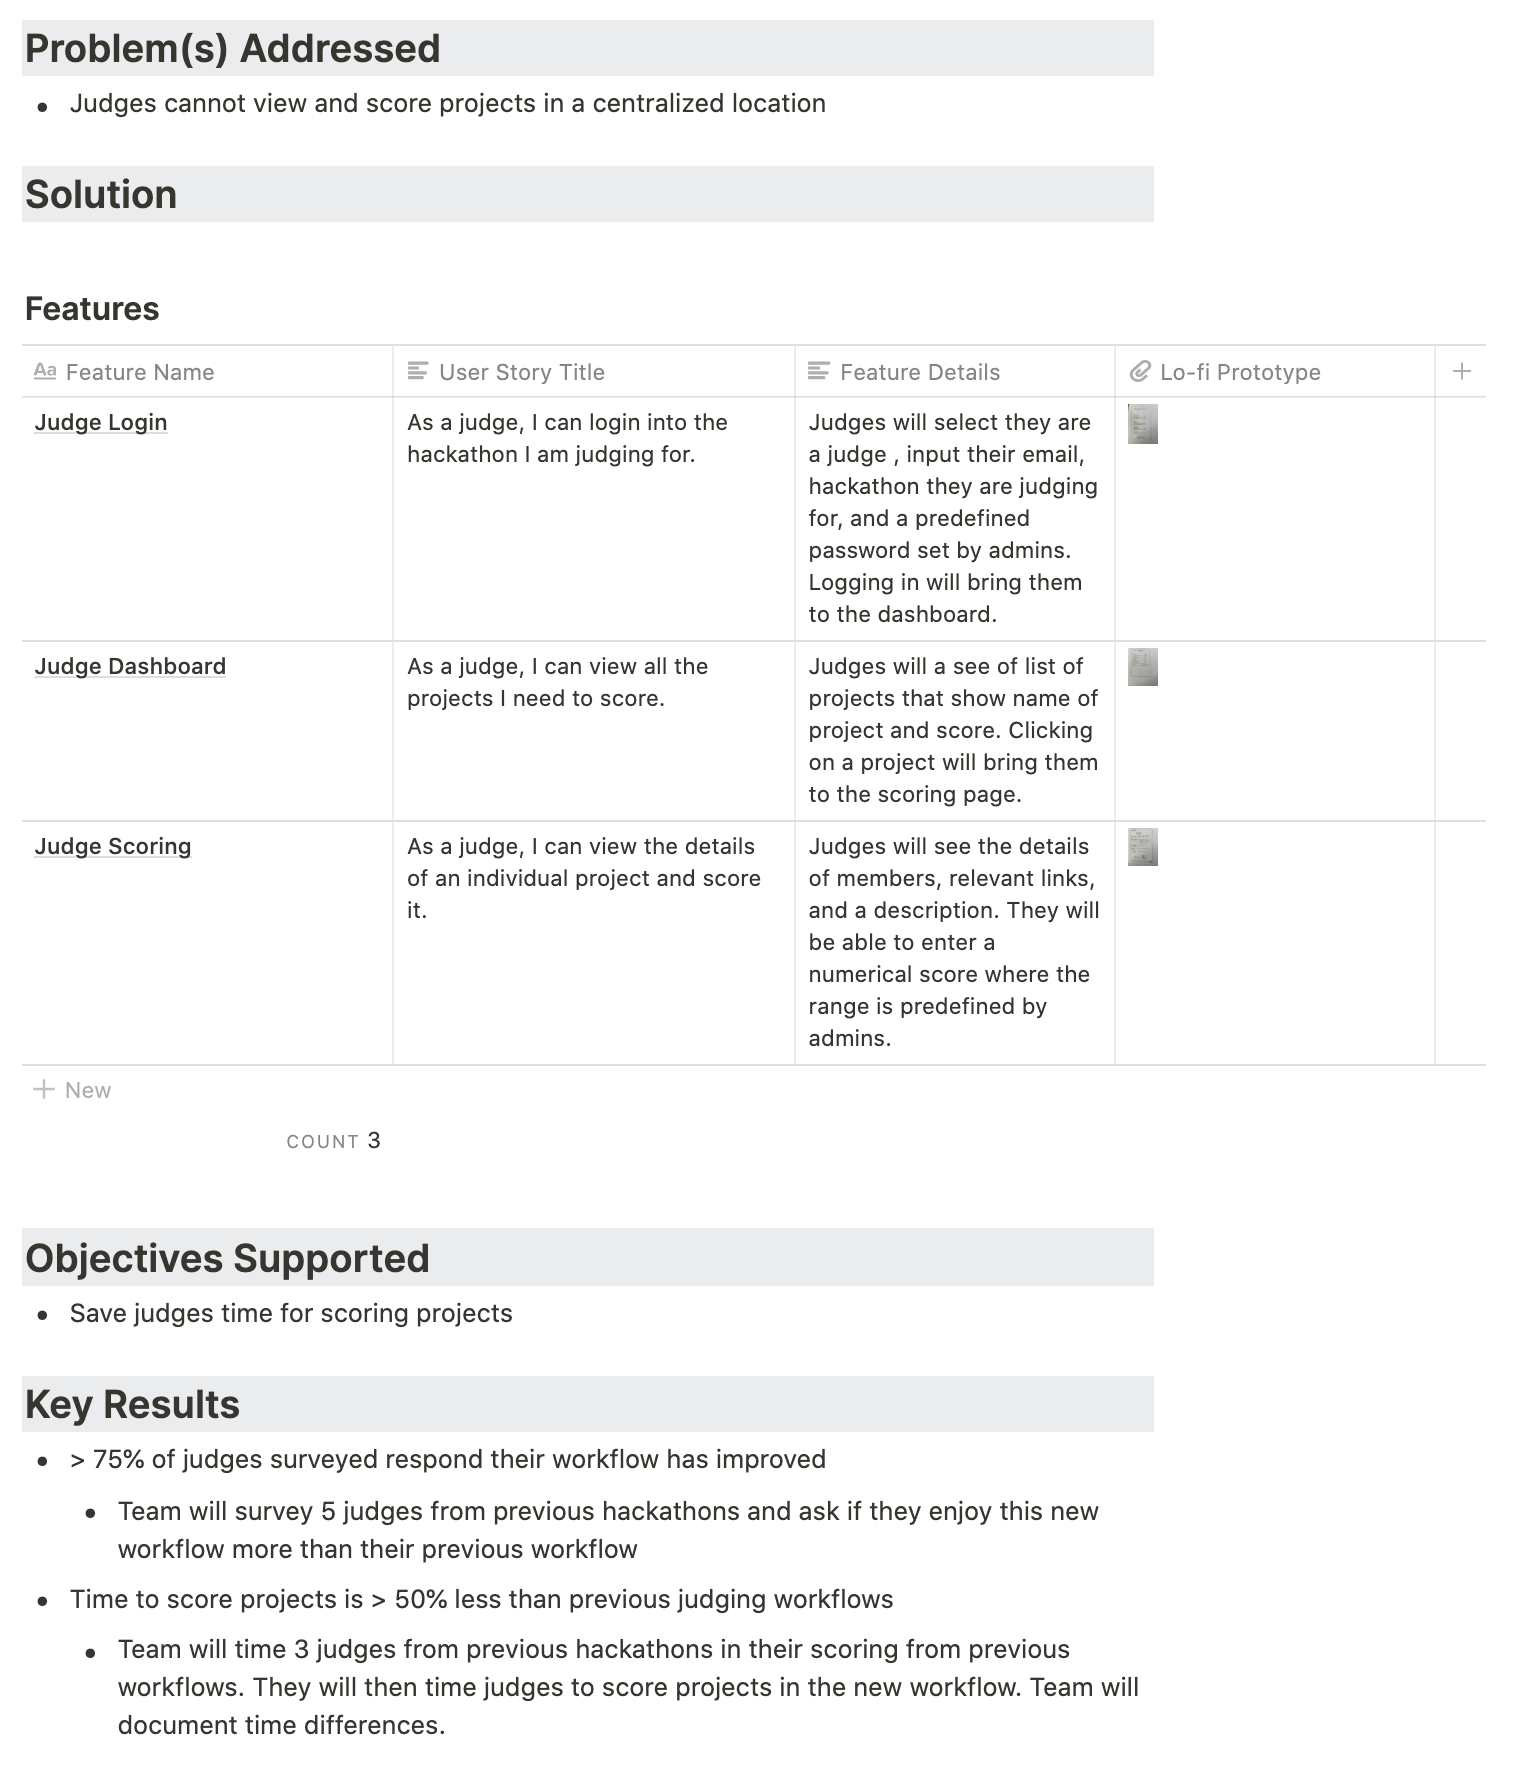 Problem(s) Addressed
Judges cannot view and score projects in a centralized location
Solution
Features
Aa Feature Name
User Story Title
Feature Details
Lo-fi Prototype
Judge Login
As a judge, I can login into the
hackathon I am judging for.
Judges will select they are
a judge , input their email,
hackathon they are judging
for, and a predefined
password set by admins.
Logging in will bring them
to the dashboard.
Judge Dashboard
As a judge, I can view all the
projects I need to score.
Judges will a see of list of
projects that show name of
project and score. Clicking
on a project will bring them
to the scoring page.
Judge Scoring
As a judge, I can view the details
of an individual project and score
it.
Judges will see the details
of members, relevant links,
and a description. They will
be able to enter a
numerical score where the
range is predefined by
admins.
New
COUNT 3
Objectives Supported
Save judges time for scoring projects
Key Results
> 75% of judges surveyed respond their workflow has improved
Team will survey 5 judges from previous hackathons and ask if they enjoy this new
workflow more than their previous workflow
Time to score projects is > 50% less than previous judging workflows
Team will time 3 judges from previous hackathons in their scoring from previous
workflows. They will then time judges to score projects in the new workflow. Team will
document time differences.